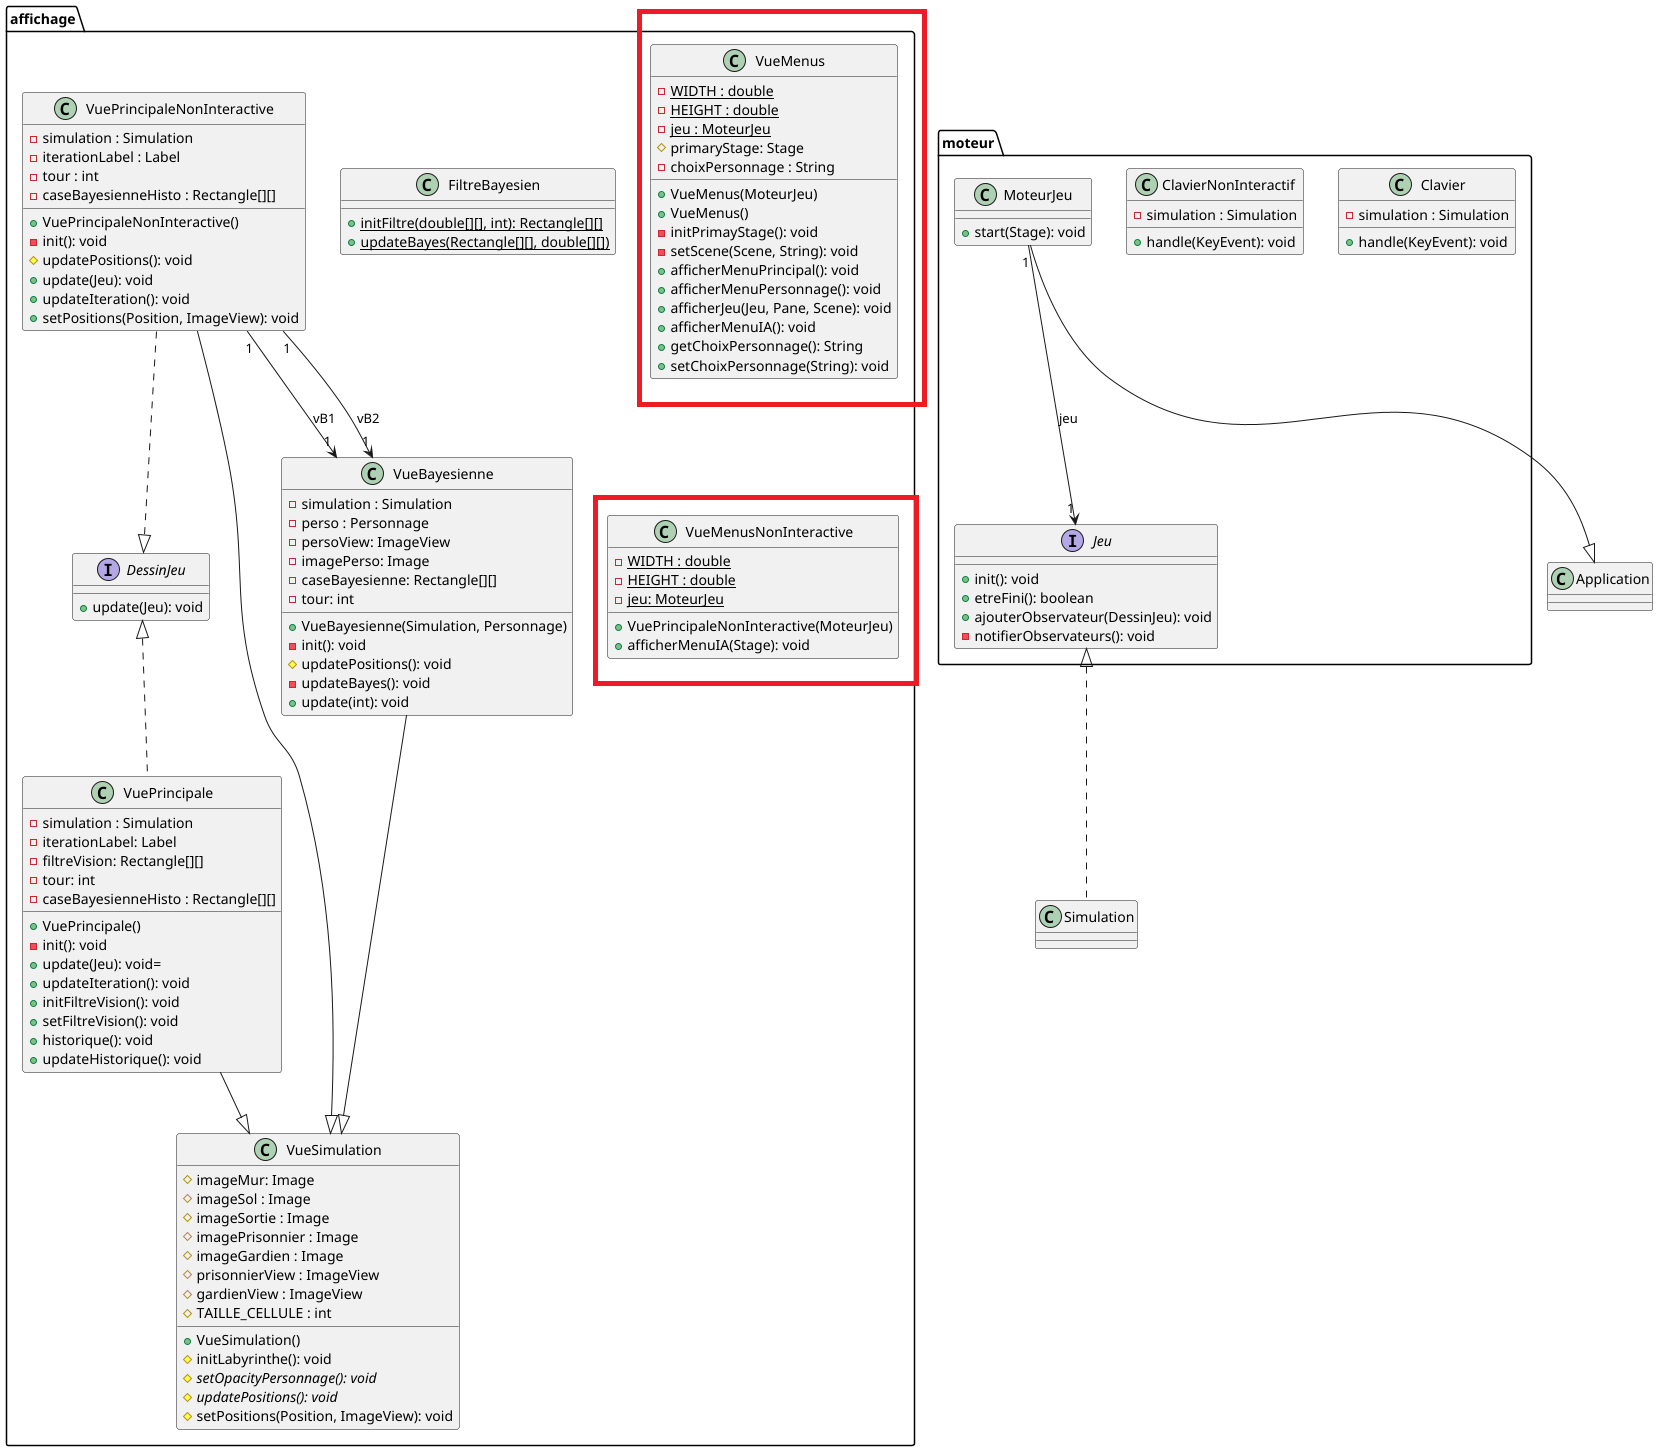 affichage
VueMenus
WIDTH : double
HEIGHT : double
jeu : MoteurJeu
primaryStage: Stage
choixPersonnage : String
VueMenus(MoteurJeu)
VueMenus()
initPrimayStage(): void
setScene(Scene, String): void
afficherMenuPrincipal(): void
afficherMenuPersonnage(): void
afficherJeu(Jeu, Pane, Scene): void
afficherMenuIA(): void
getChoixPersonnage(): String
setChoixPersonnage(String): void
VuePrincipaleNonInteractive
simulation : Simulation
iterationLabel : Label
tour : int
caseBayesienneHisto : Rectangle[][]
VuePrincipaleNonInteractive()
init(): void
updatePositions(): void
update(Jeu): void
updateIteration(): void
setPositions(Position, ImageView): void
FiltreBayesien
initFiltre(double[][], int): Rectangle[][]
updateBayes(Rectangle[][], double[][])
moteur
MoteurJeu
start(Stage): void
ClavierNonInteractif
simulation : Simulation
handle(KeyEvent): void
Clavier
simulation : Simulation
handle(KeyEvent): void
1
1
1
vB1
vB2
jeu
1
1
1
VueBayesienne
simulation : Simulation
perso : Personnage
persoView: ImageView
imagePerso: Image
caseBayesienne: Rectangle[][]
tour: int
VueBayesienne(Simulation, Personnage)
init(): void
updatePositions(): void
updateBayes(): void
update(int): void
VueMenusNonInteractive
WIDTH : double
HEIGHT : double
jeu: MoteurJeu
VuePrincipaleNonInteractive(MoteurJeu)
afficherMenuIA(Stage): void
DessinJeu
update(Jeu): void
Jeu
init(): void
etreFini(): boolean
ajouterObservateur(DessinJeu): void
notifierObservateurs(): void
Application
VuePrincipale
simulation : Simulation
iterationLabel: Label
filtreVision: Rectangle[][]
tour: int
caseBayesienneHisto : Rectangle[][]
VuePrincipale()
init(): void
update(Jeu): void=
updateIteration(): void
initFiltreVision(): void
setFiltreVision(): void
historique(): void
updateHistorique(): void
Simulation
VueSimulation
imageMur: Image
imageSol : Image
imageSortie : Image
imagePrisonnier : Image
imageGardien : Image
prisonnierView : ImageView
gardienView : ImageView
TAILLE_CELLULE : int
VueSimulation()
initLabyrinthe(): void
setOpacityPersonnage(): void
updatePositions(): void
setPositions(Position, ImageView): void